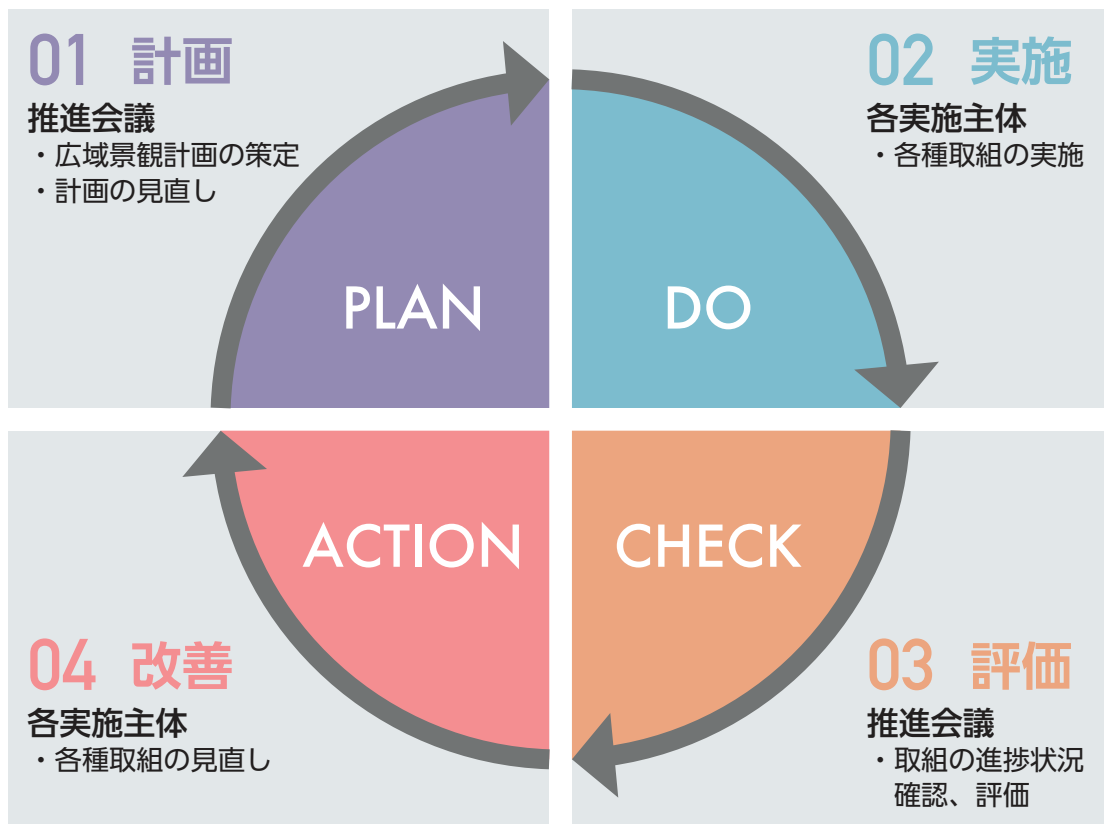 01 計画
推進会議
・広域景観計画の策定
・計画の見直し
PLAN
02 実施
各実施主体
・各種取組の実施
DO
03 評価
推進会議
・取組の進捗状況
確認、評価
CHECK
04 改善
各実施主体
・各種取組の見直し
ACTION